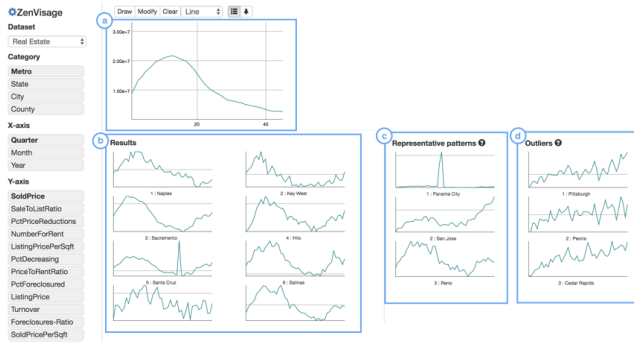 ZenVisage
Dataset
Real Estate
Category
Metro
State
City
County
X-axis
Quarter
Month
Year
Y-axis
SoldPrice
SaleToListRatio
PctPriceReductions
NumberForRent
ListingPricePerSqft
PctDecreasing
PriceToRentRatio
PctForeclosured
ListingPrice
Turnover
Foreclosures-Ratio
SoldPricePerSqft
Draw Modify Clear Line
a
3.00e+7
2.00e+7
1.00e+7
20 40
b Results
1 : Naples 2 : Key West
3 : Sacramento 4 : Hilo
5 : Santa Cruz 6 : Salinas
c
Representative patterns ?
1 : Panama City
2 : San Jose
3 : Reno
d
Outliers ?
1 : Pittsburgh
2 : Peoria
3 : Cedar Rapids